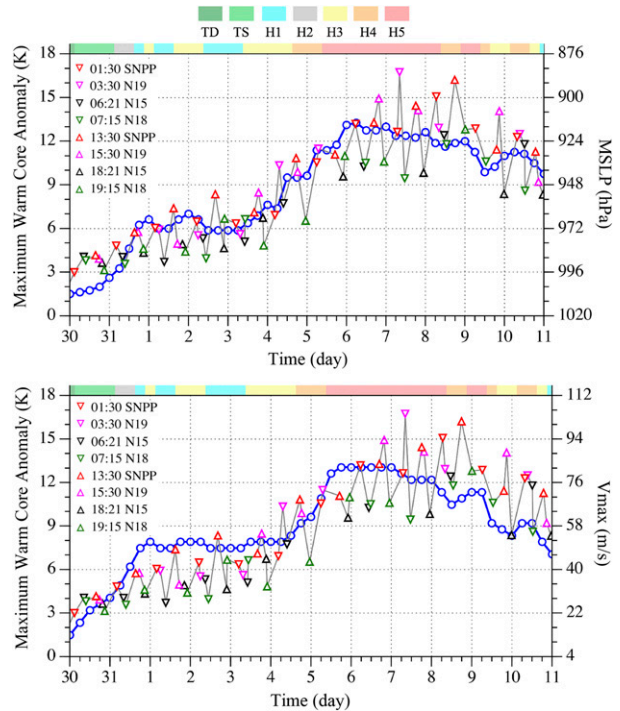 TD TS H1 H2 H3 H4 H5
Maximum Warm Core Anomaly (K)
18
15
12
9
6
3
0
01:30 SNPP
03:30 N19
06:21 N15
07:15 N18
13:30 SNPP
15:30 N19
18:21 N15
19:15 N18
876
900
924
948
972
996
1020
MSLP (hPa)
30 31 1 2 3 4 5 6 7 8 9 10 11
Time (day)
Maximum Warm Core Anomaly (K)
18
15
12
9
6
3
0
01:30 SNPP
03:30 N19
06:21 N15
07:15 N18
13:30 SNPP
15:30 N19
18:21 N15
19:15 N18
112
94
76
58
40
22
4
Vmax (m/s)
30 31 1 2 3 4 5 6 7 8 9 10 11
Time (day)